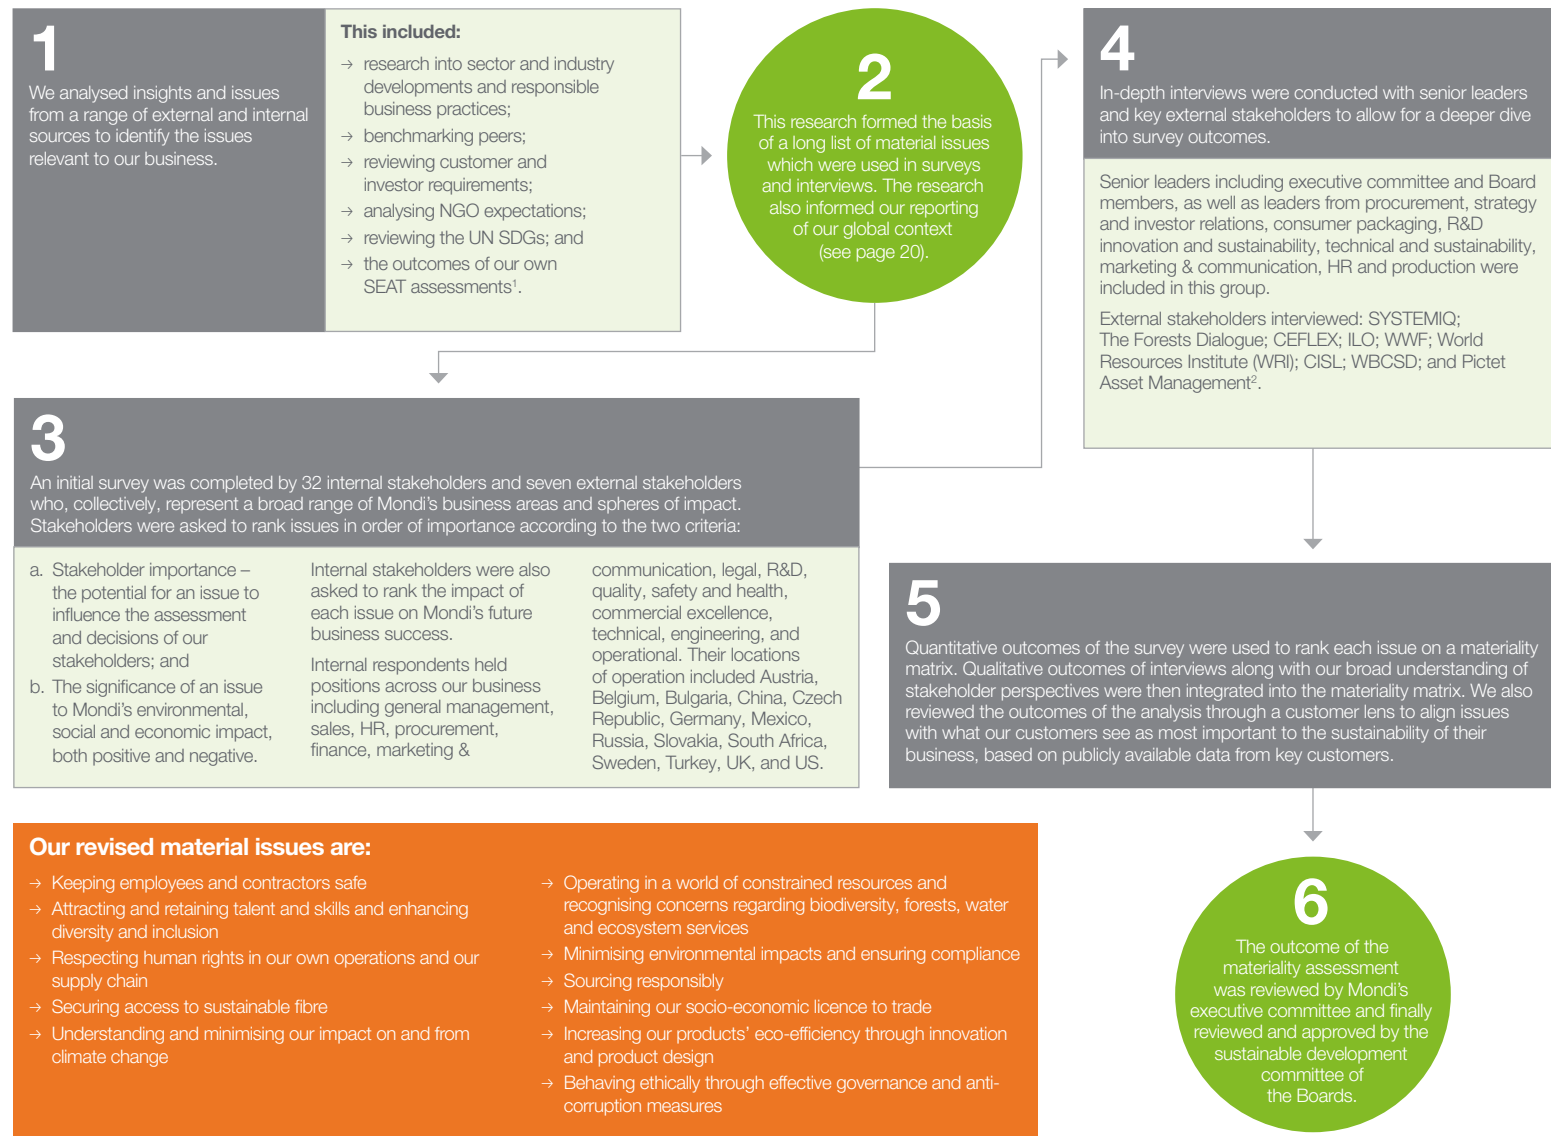 1
We analysed insights and issues
from a range of external and internal
sources to identify the issues
relevant to our business.
This included:
→ research into sector and industry
developments and responsible
business practices;
→ benchmarking peers;
→ reviewing customer and
investor requirements;
→ analysing NGO expectations;
→ reviewing the UN SDGs; and
→ the outcomes of our own
SEAT assessments¹.
2
This research formed the basis
of a long list of material issues
which were used in surveys
and interviews. The research
also informed our reporting
of our global context
(see page 20).
3
An initial survey was completed by 32 internal stakeholders and seven external stakeholders
who, collectively, represent a broad range of Mondi’s business areas and spheres of impact.
Stakeholders were asked to rank issues in order of importance according to the two criteria:
a. Stakeholder importance –
the potential for an issue to
influence the assessment
and decisions of our
stakeholders; and
b. The significance of an issue
to Mondi’s environmental,
social and economic impact,
both positive and negative.
Internal stakeholders were also
asked to rank the impact of
each issue on Mondi’s future
business success.
Internal respondents held
positions across our business
including general management,
sales, HR, procurement,
finance, marketing &
communication, legal, R&D,
quality, safety and health,
commercial excellence,
technical, engineering, and
operational. Their locations
of operation included Austria,
Belgium, Bulgaria, China, Czech
Republic, Germany, Mexico,
Russia, Slovakia, South Africa,
Sweden, Turkey, UK, and US.
4
In-depth interviews were conducted with senior leaders
and key external stakeholders to allow for a deeper dive
into survey outcomes.
Senior leaders including executive committee and Board
members, as well as leaders from procurement, strategy
and investor relations, consumer packaging, R&D
innovation and sustainability, technical and sustainability,
marketing & communication, HR and production were
included in this group.
External stakeholders interviewed: SYSTEMIQ;
The Forests Dialogue; CEFLEX; ILO; WWF; World
Resources Institute (WRI); CISL; WBCSD; and Pictet
Asset Management².
5
Quantitative outcomes of the survey were used to rank each issue on a materiality
matrix. Qualitative outcomes of interviews along with our broad understanding of
stakeholder perspectives were then integrated into the materiality matrix. We also
reviewed the outcomes of the analysis through a customer lens to align issues
with what our customers see as most important to the sustainability of their
business, based on publicly available data from key customers.
6
The outcome of the
materiality assessment
was reviewed by Mondi’s
executive committee and finally
reviewed and approved by the
sustainable development
committee of
the Boards.
Our revised material issues are:
→ Keeping employees and contractors safe
→ Attracting and retaining talent and skills and enhancing
diversity and inclusion
→ Respecting human rights in our own operations and our
supply chain
→ Securing access to sustainable fibre
→ Understanding and minimising our impact on and from
climate change
→ Operating in a world of constrained resources and
recognising concerns regarding biodiversity, forests, water
and ecosystem services
→ Minimising environmental impacts and ensuring compliance
→ Sourcing responsibly
→ Maintaining our socio-economic licence to trade
→ Increasing our products’ eco-efficiency through innovation
and product design
→ Behaving ethically through effective governance and anti-
corruption measures